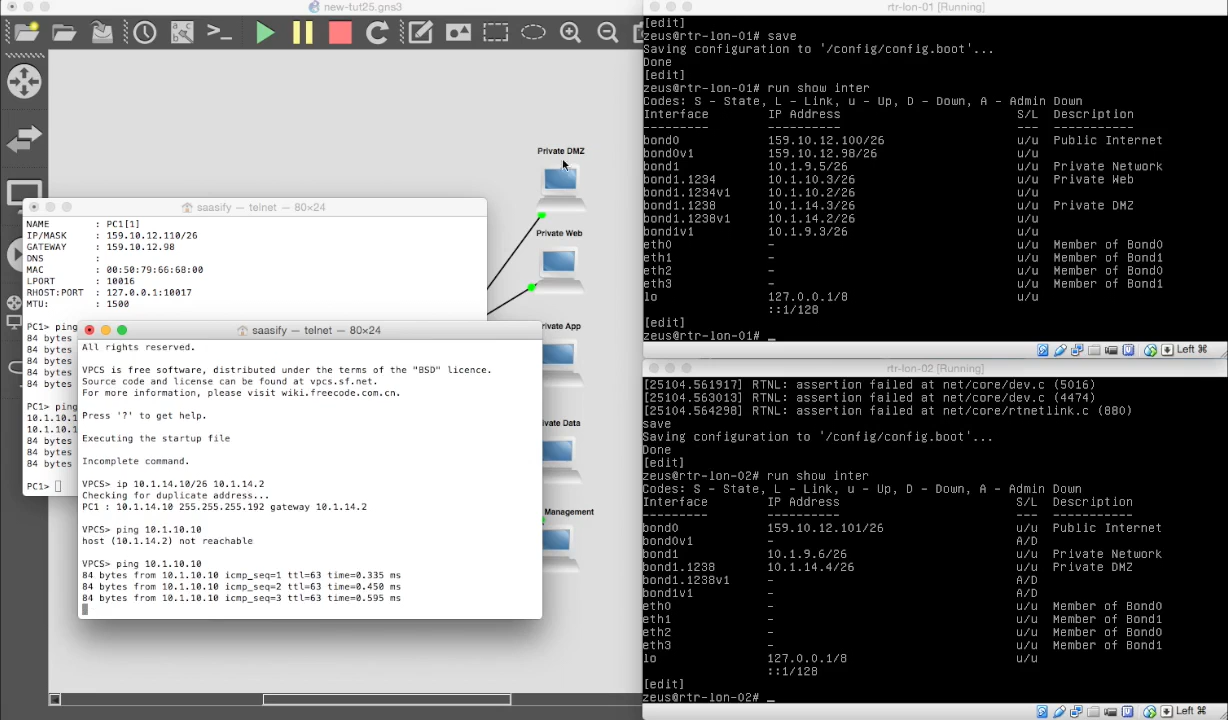 new-tut25.gns3
Private DMZ
Private Web
Private App
ivate Data
Management
saasify — telnet — 80×24
NAME : PC1[1]
IP/MASK : 159.10.12.110/26
GATEWAY : 159.10.12.98
DNS :
MAC : 00:50:79:66:68:00
LPORT : 10016
RHOST:PORT : 127.0.0.1:10017
MTU: : 1500
PC1> ping
84 bytes
84 bytes
84 bytes
84 bytes
84 bytes
PC1> ping
10.1.10.1
10.1.10.1
84 bytes
84 bytes
84 bytes
PC1>
saasify — telnet — 80×24
All rights reserved.
VPCS is free software, distributed under the terms of the "BSD" licence.
Source code and license can be found at vpcs.sf.net.
For more information, please visit wiki.freecode.com.cn.
Press '?' to get help.
Executing the startup file
Incomplete command.
VPCS> ip 10.1.14.10/26 10.1.14.2
Checking for duplicate address...
PC1 : 10.1.14.10 255.255.255.192 gateway 10.1.14.2
VPCS> ping 10.1.10.10
host (10.1.14.2) not reachable
VPCS> ping 10.1.10.10
84 bytes from 10.1.10.10 icmp_seq=1 ttl=63 time=0.335 ms
84 bytes from 10.1.10.10 icmp_seq=2 ttl=63 time=0.450 ms
84 bytes from 10.1.10.10 icmp_seq=3 ttl=63 time=0.595 ms
rtr-lon-01 [Running]
[edit]
zeus@rtr-lon-01# save
Saving configuration to '/config/config.boot'...
Done
[edit]
zeus@rtr-lon-01# run show inter
Codes: S - State, L - Link, u - Up, D - Down, A - Admin Down
Interface IP Address S/L Description
--------- ---------- --- -----------
bond0 159.10.12.100/26 u/u Public Internet
bond0v1 159.10.12.98/26 u/u
bond1 10.1.9.5/26 u/u Private Network
bond1.1234 10.1.10.3/26 u/u Private Web
bond1.1234v1 10.1.10.2/26 u/u
bond1.1238 10.1.14.3/26 u/u Private DMZ
bond1.1238v1 10.1.14.2/26 u/u
bond1v1 10.1.9.3/26 u/u
eth0 - u/u Member of Bond0
eth1 - u/u Member of Bond1
eth2 - u/u Member of Bond0
eth3 - u/u Member of Bond1
lo 127.0.0.1/8 u/u
::1/128
[edit]
zeus@rtr-lon-01# _
Left ⌘
rtr-lon-02 [Running]
[25104.561917] RTNL: assertion failed at net/core/dev.c (5016)
[25104.563013] RTNL: assertion failed at net/core/dev.c (4474)
[25104.564298] RTNL: assertion failed at net/core/rtnetlink.c (880)
save
Saving configuration to '/config/config.boot'...
Done
[edit]
zeus@rtr-lon-02# run show inter
Codes: S - State, L - Link, u - Up, D - Down, A - Admin Down
Interface IP Address S/L Description
--------- ---------- --- -----------
bond0 159.10.12.101/26 u/u Public Internet
bond0v1 - A/D
bond1 10.1.9.6/26 u/u Private Network
bond1.1238 10.1.14.4/26 u/u Private DMZ
bond1.1238v1 - A/D
bond1v1 - A/D
eth0 - u/u Member of Bond0
eth1 - u/u Member of Bond1
eth2 - u/u Member of Bond0
eth3 - u/u Member of Bond1
lo 127.0.0.1/8 u/u
::1/128
[edit]
zeus@rtr-lon-02# _
Left ⌘